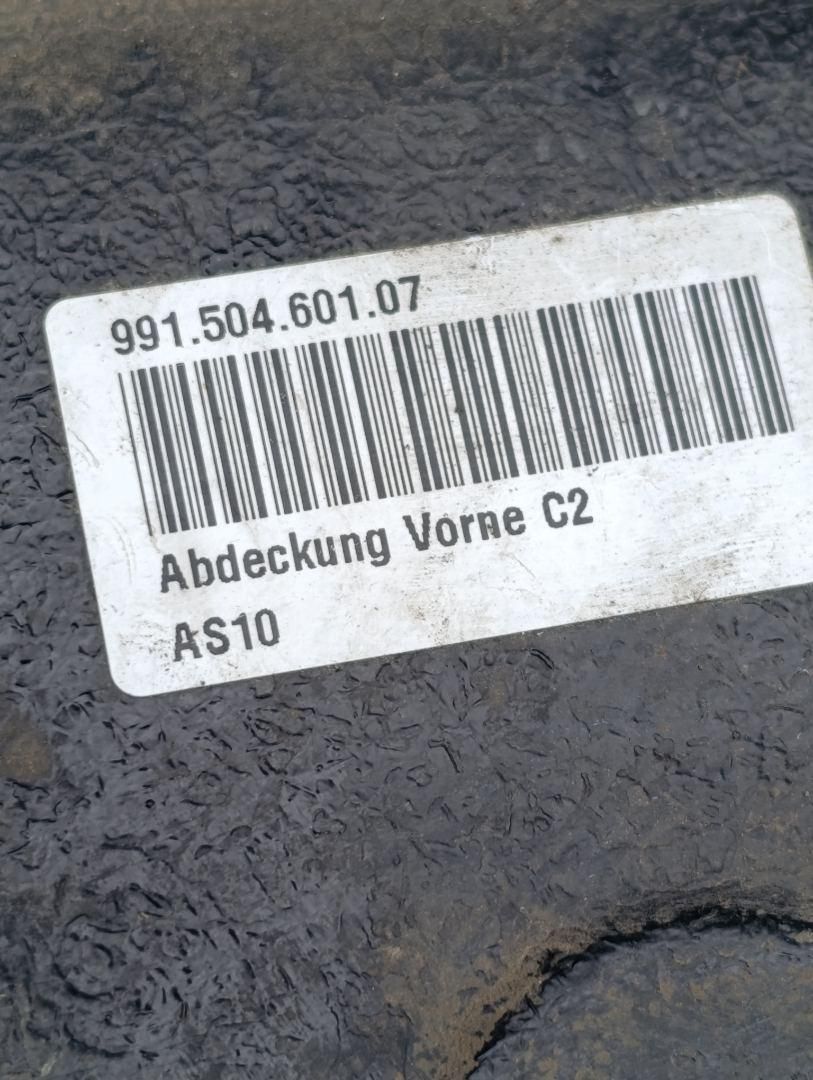 991.504.601.07
Abdeckung Vorne C2
AS10